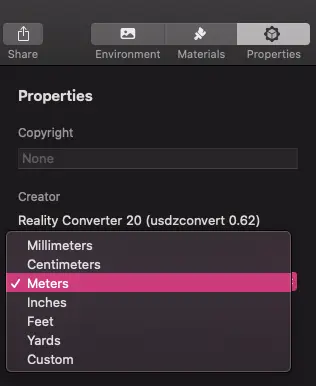 Share
Environment
Materials
Properties
Properties
Copyright
None
Creator
Reality Converter 20 (usdzconvert 0.62)
Millimeters
Centimeters
✓ Meters
Inches
Feet
Yards
Custom